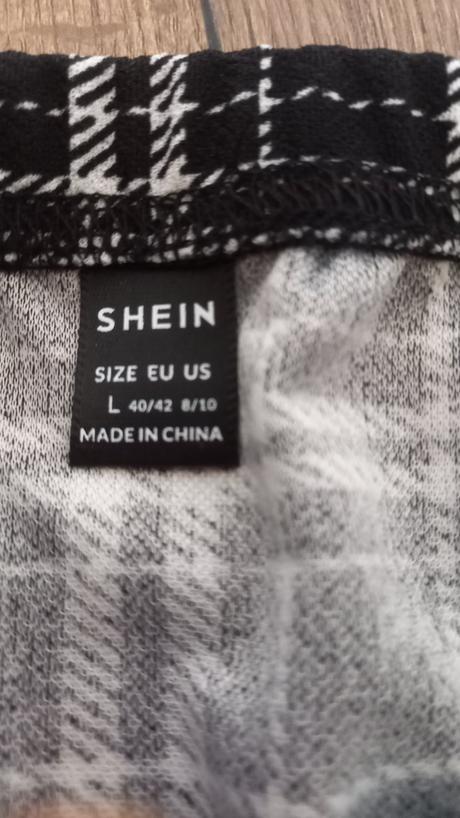 SHEIN
SIZE EU US
L 40/42 8/10
MADE IN CHINA